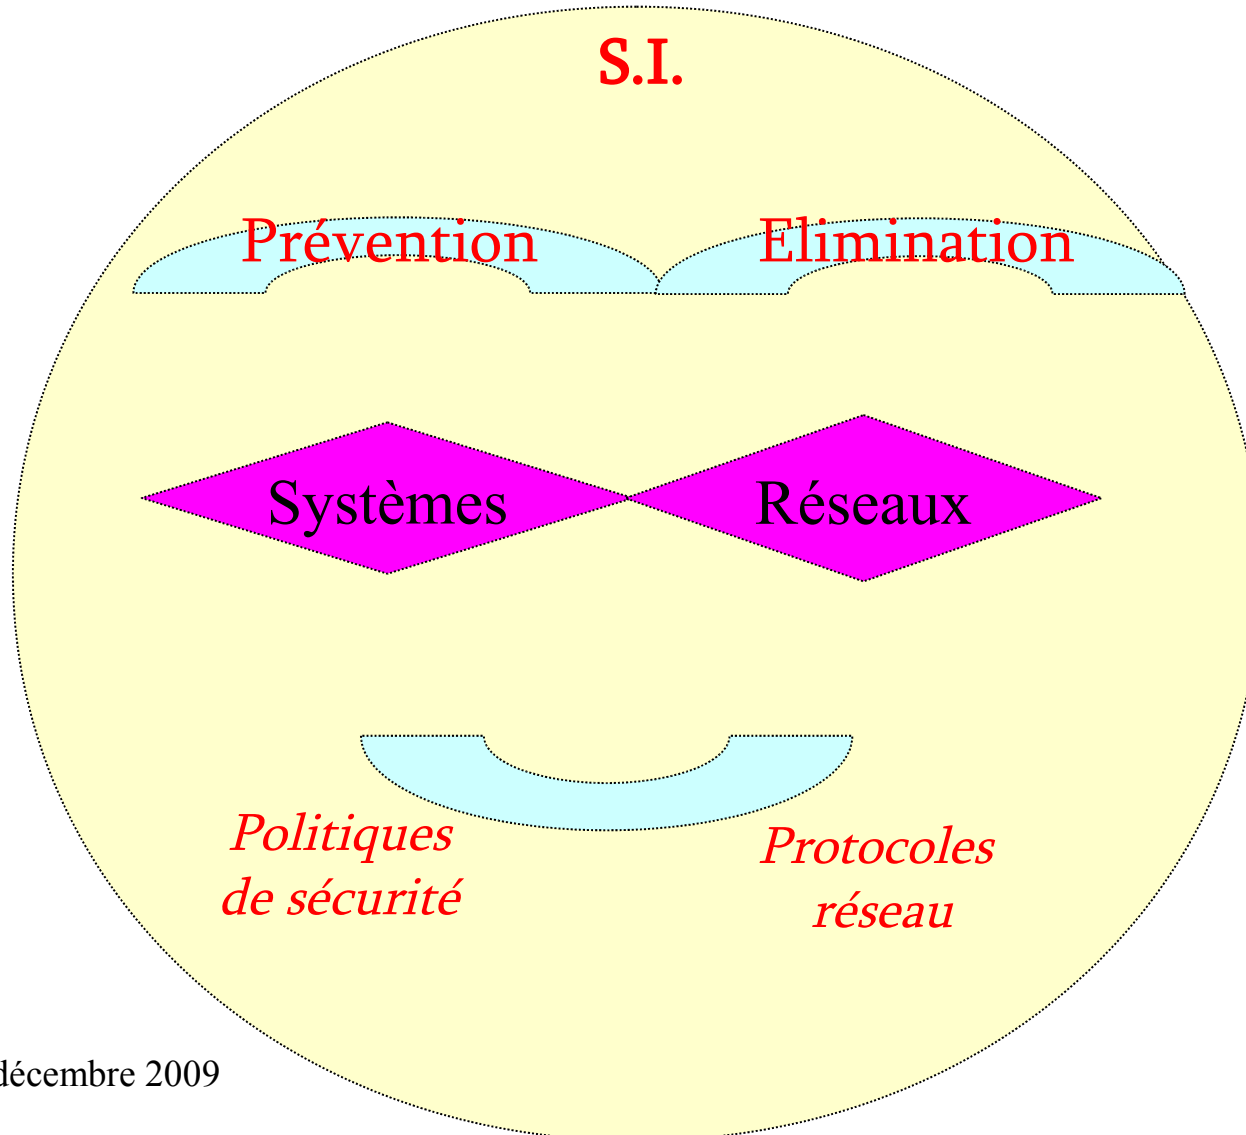 S.I.
Prévention
Elimination
Systèmes
Réseaux
Politiques
de sécurité
Protocoles
réseau
décembre 2009